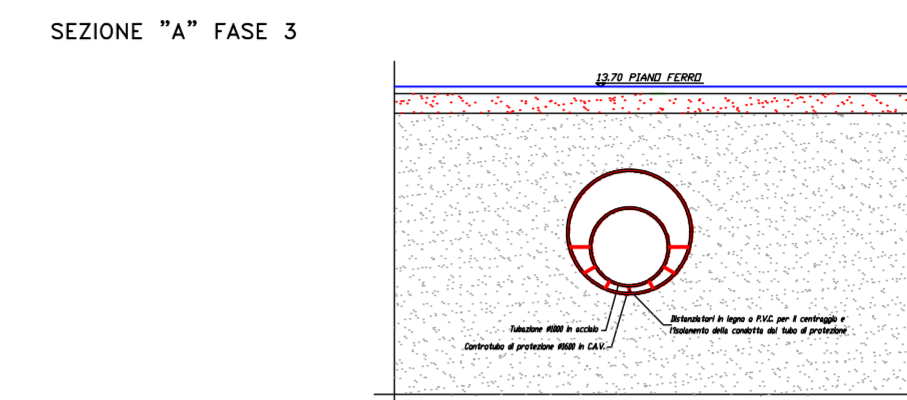 SEZIONE "A" FASE 3
13.70 PIANO FERRO
Distanziatori in legno o P.V.C. per il centraggio e
l'isolamento della condotta dal tubo di protezione
Tubazione Ø1000 in acciaio
Controtubo di protezione Ø1600 in C.A.V.